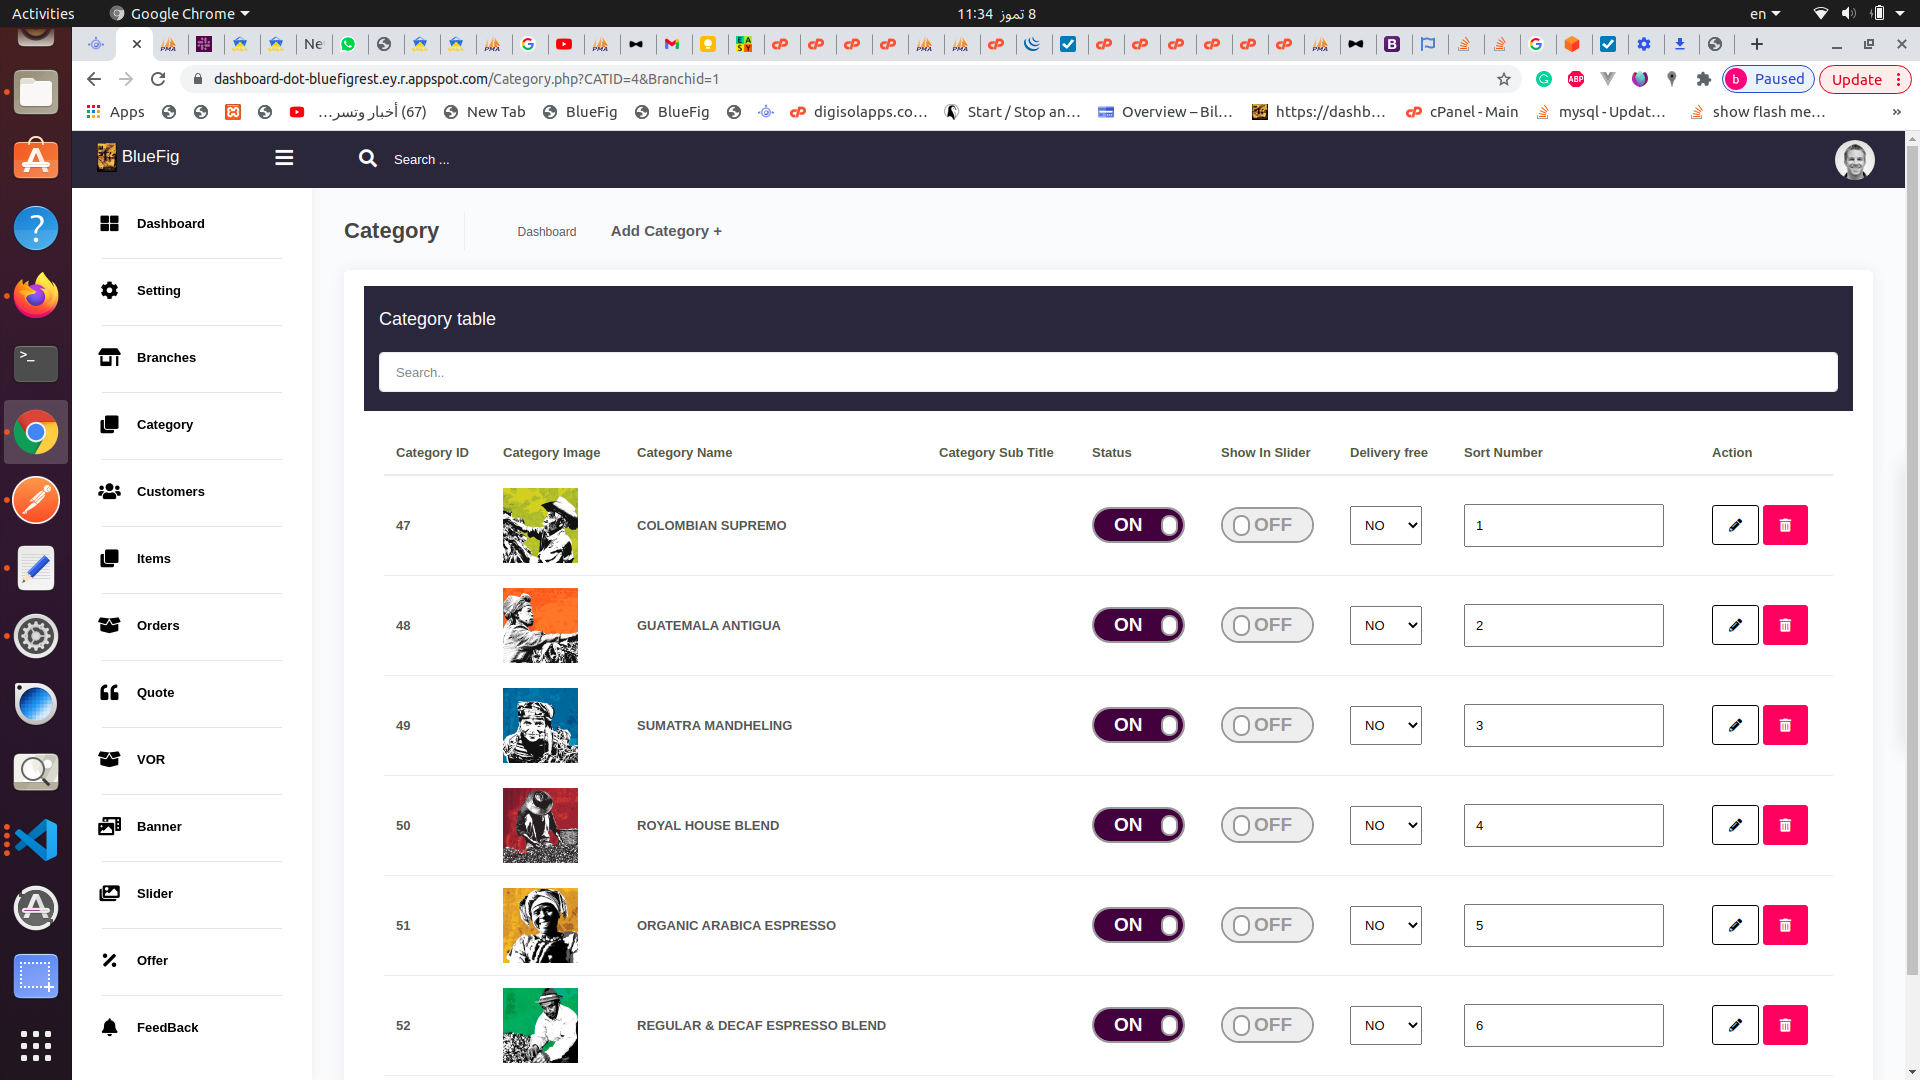 Activities
Google Chrome
11:34 8 تموز
en
Ne
dashboard-dot-bluefigrest.ey.r.appspot.com/Category.php?CATID=4&Branchid=1
ABP
b Paused
Update
Apps
(67) أخبار وتسر...
New Tab
BlueFig
BlueFig
digisolapps.co...
Start / Stop an...
Overview – Bil...
https://dashb...
cPanel - Main
mysql - Updat...
show flash me...
»
BlueFig
Search ...
Dashboard
Setting
Branches
Category
Customers
Items
Orders
Quote
VOR
Banner
Slider
Offer
FeedBack
Category
Dashboard
Add Category +
Category table
Search..
Category ID Category Image Category Name Category Sub Title Status Show In Slider Delivery free Sort Number Action
47 COLOMBIAN SUPREMO ON OFF NO 1
48 GUATEMALA ANTIGUA ON OFF NO 2
49 SUMATRA MANDHELING ON OFF NO 3
50 ROYAL HOUSE BLEND ON OFF NO 4
51 ORGANIC ARABICA ESPRESSO ON OFF NO 5
52 REGULAR & DECAF ESPRESSO BLEND ON OFF NO 6